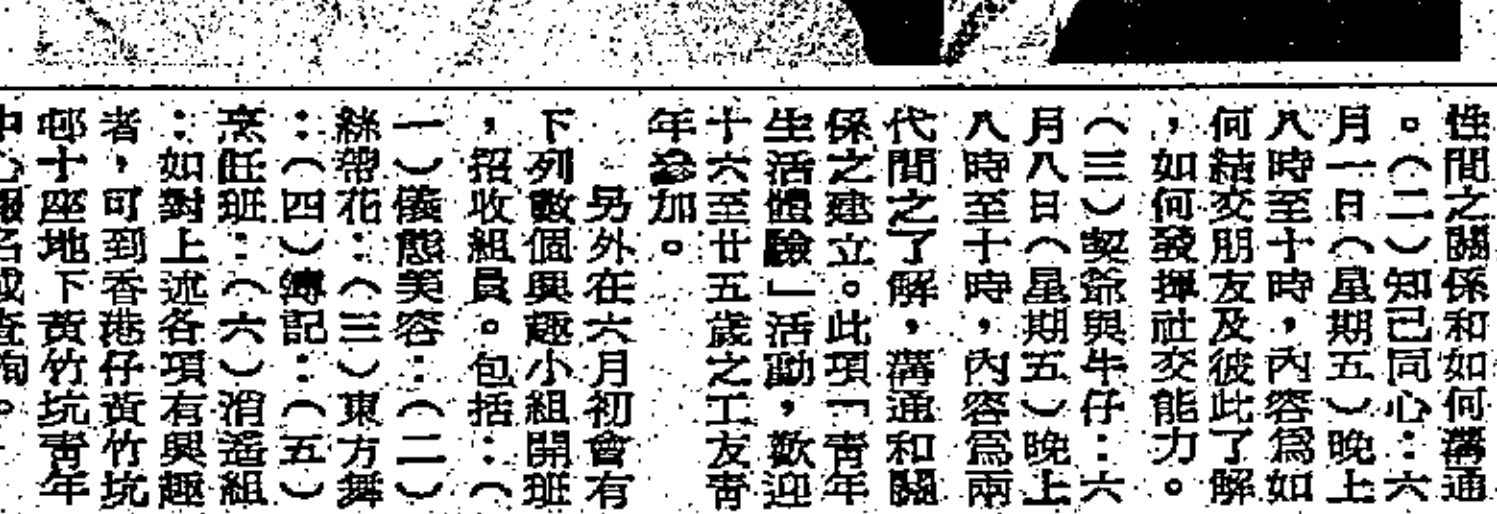 性間之關係和如何溝通
。(二)知己同心:六
月一日(星期五)晚上
八時至十時,內容爲如
何結交朋友及彼此了解
,如何發揮社交能力。
(三)契爺與牛仔:六
月八日(星期五)晚上
八時至十時,內容爲兩
代間之了解,溝通和關
係之建立。此項「青年
生活體驗」活動,歡迎
十六至廿五歲之工友青
年參加。
另外在六月初會有
下列數個興趣小組開班
,招收組員。包括:(
一)儀態美容:(二)
絲帶花:(三)東方舞
:(四)簿記:(五)
烹飪班:(六)消遙組
:如對上述各項有興趣
者,可到香港仔黃竹坑
邨十座地下黃竹坑青年
中心報名或查詢。